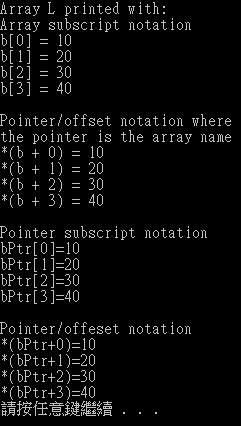 Array L printed with:
Array subscript notation
b[0] = 10
b[1] = 20
b[2] = 30
b[3] = 40
Pointer/offset notation where
the pointer is the array name
*(b + 0) = 10
*(b + 1) = 20
*(b + 2) = 30
*(b + 3) = 40
Pointer subscript notation
bPtr[0]=10
bPtr[1]=20
bPtr[2]=30
bPtr[3]=40
Pointer/offeset notation
*(bPtr+0)=10
*(bPtr+1)=20
*(bPtr+2)=30
*(bPtr+3)=40
請按任意鍵繼續 . . .